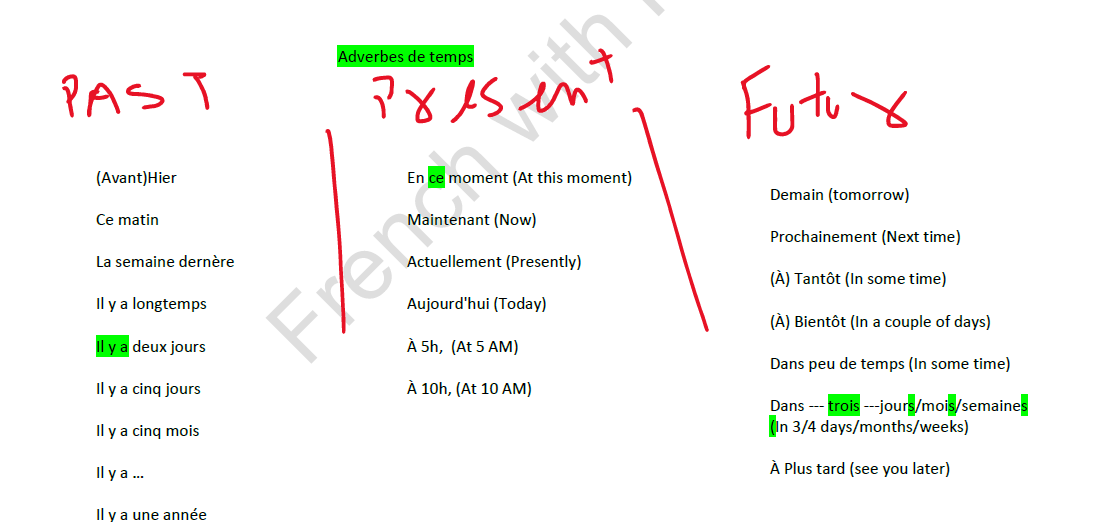 Adverbes de temps
PAST
Present
Futur
(Avant)Hier
Ce matin
La semaine dernère
Il y a longtemps
Il y a deux jours
Il y a cinq jours
Il y a cinq mois
Il y a ...
Il y a une année
En ce moment (At this moment)
Maintenant (Now)
Actuellement (Presently)
Aujourd'hui (Today)
À 5h,  (At 5 AM)
À 10h, (At 10 AM)
Demain (tomorrow)
Prochainement (Next time)
(À) Tantôt (In some time)
(À) Bientôt (In a couple of days)
Dans peu de temps (In some time)
Dans --- trois ---jours/mois/semaines
(In 3/4 days/months/weeks)
À Plus tard (see you later)
French with